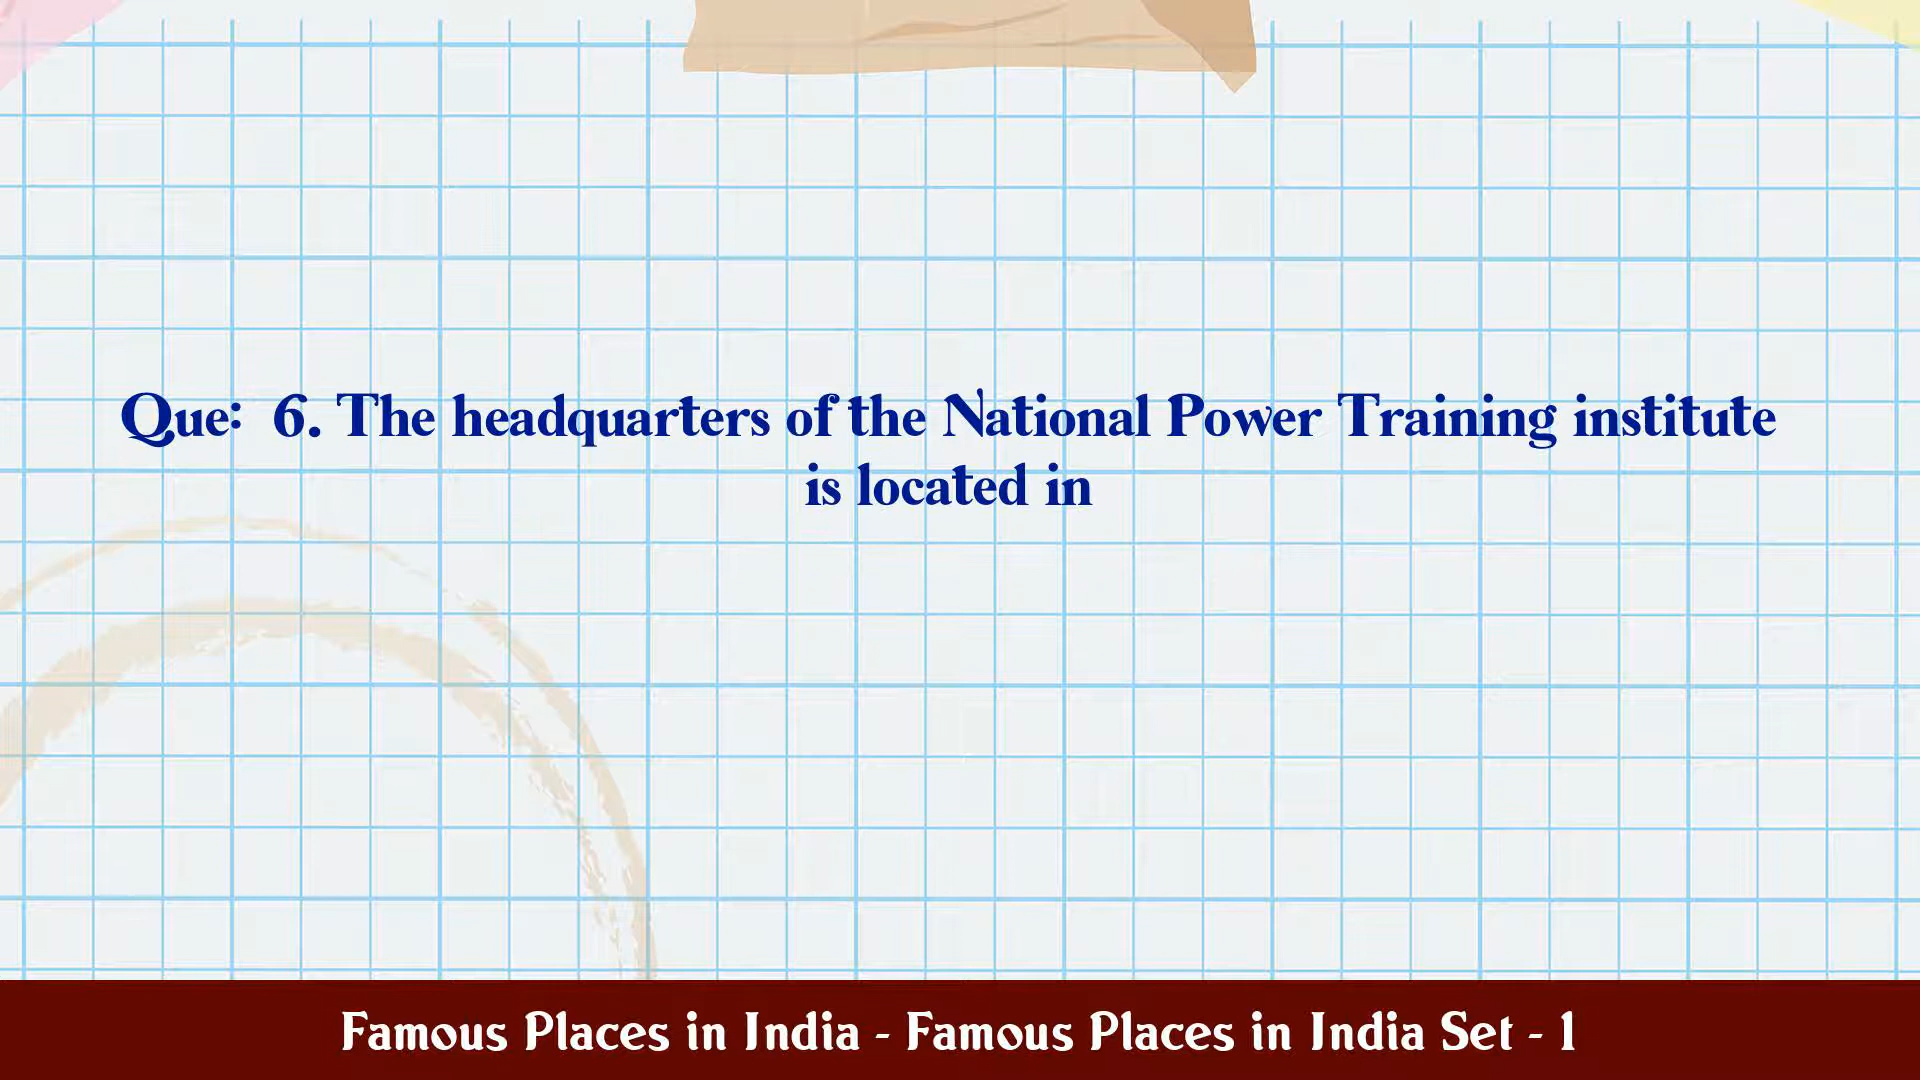 Que: 6. The headquarters of the National Power Training institute
is located in
Famous Places in India - Famous Places in India Set - 1